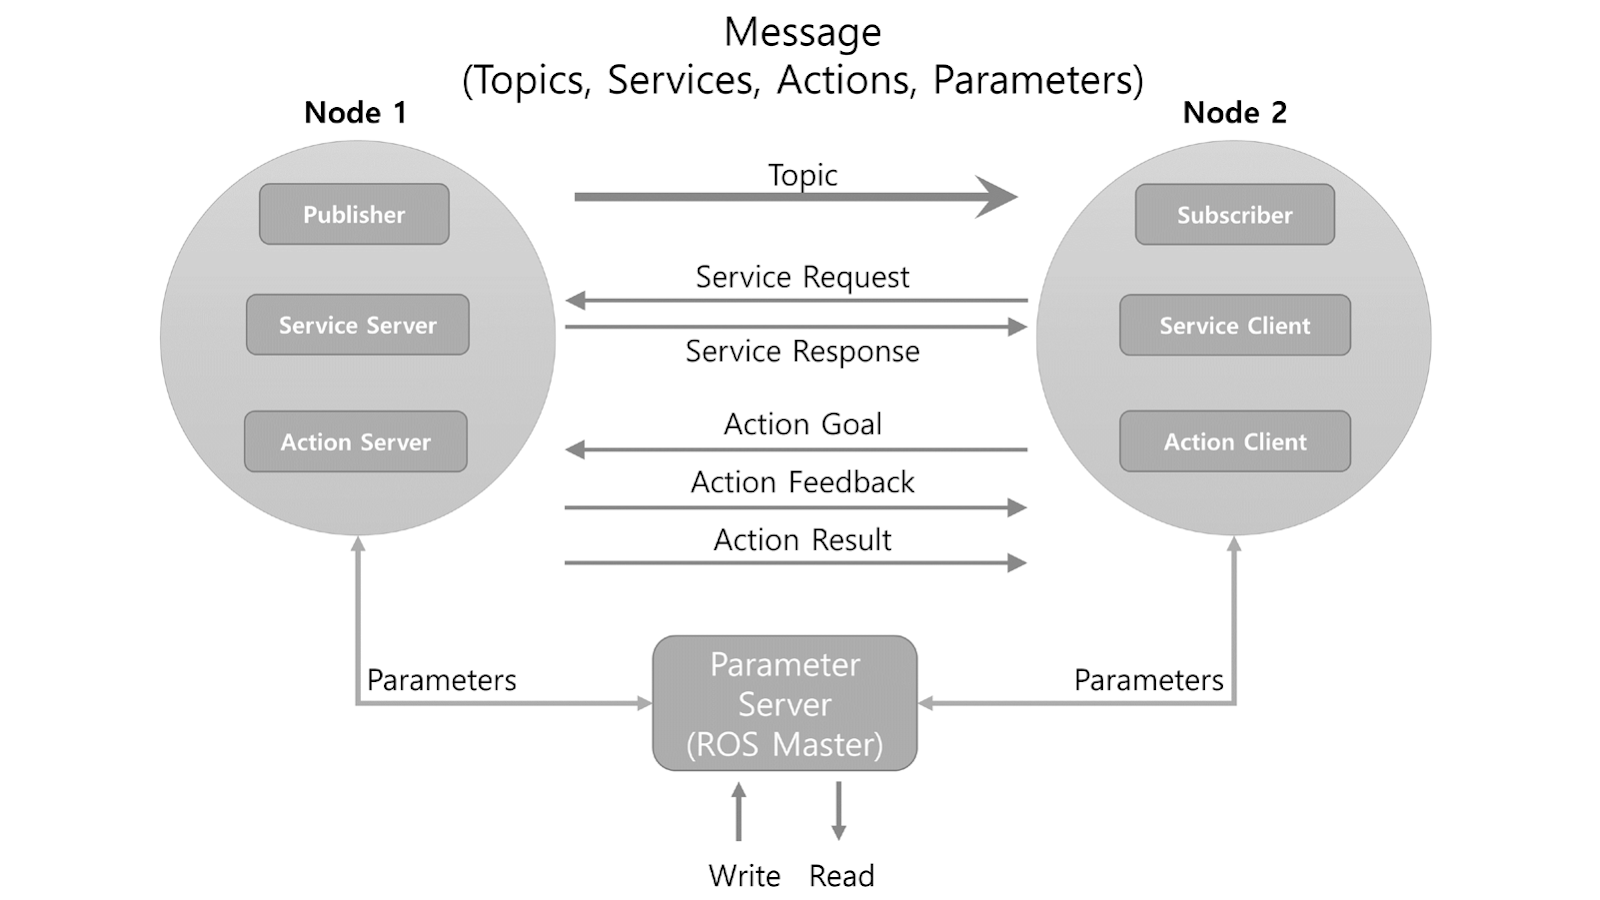 Message
(Topics, Services, Actions, Parameters)
Node 1
Node 2
Publisher
Topic
Subscriber
Service Request
Service Server
Service Client
Service Response
Action Goal
Action Server
Action Client
Action Feedback
Action Result
Parameters
Parameter
Server
(ROS Master)
Parameters
Write
Read